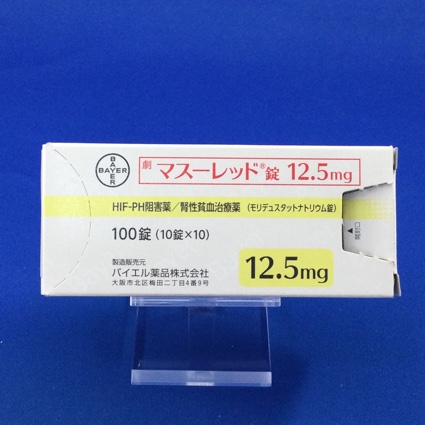 BAYER
BAYER
劇 マスーレッド®錠 12.5mg
HIF-PH阻害薬/腎性貧血治療薬 (モリデュスタットナトリウム錠)
100錠 (10錠×10)
製造販売元
バイエル薬品株式会社
大阪市北区梅田二丁目4番9号
12.5mg
▲開封口